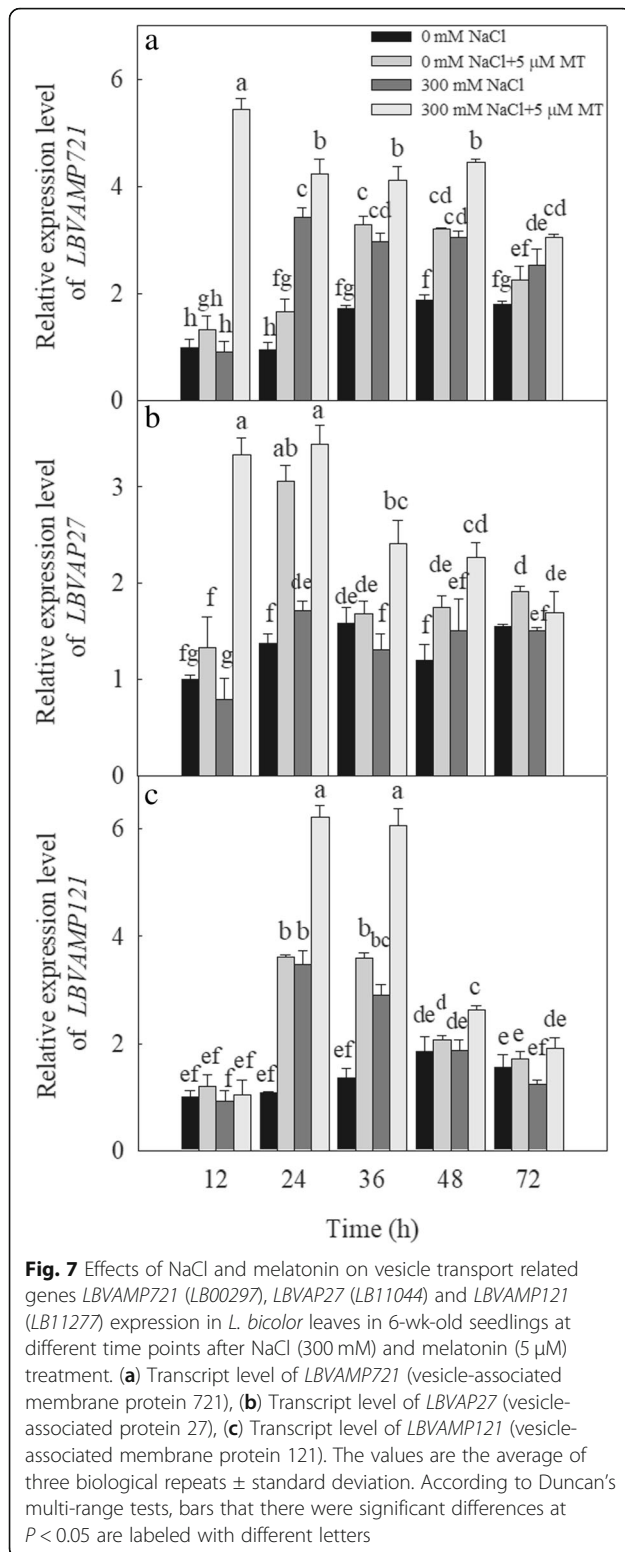 a
0 mM NaCl
0 mM NaCl+5 μM MT
300 mM NaCl
300 mM NaCl+5 μM MT
Relative expression level
of LBVAMP721
6
4
2
0
h gh h a
h fg c b
fg c cd b
f cd cd b
fg ef de cd
b
Relative expression level
of LBVAP27
3
2
1
0
fg f g a
f ab de a
de de f bc
f de ef cd
d ef de
c
Relative expression level
of LBVAMP121
6
4
2
0
ef ef f ef
ef b b a
ef b bc a
de d de c
e e ef de
12 24 36 48 72
Time (h)
Fig. 7 Effects of NaCl and melatonin on vesicle transport related
genes LBVAMP721 (LB00297), LBVAP27 (LB11044) and LBVAMP121
(LB11277) expression in L. bicolor leaves in 6-wk-old seedlings at
different time points after NaCl (300 mM) and melatonin (5 μM)
treatment. (a) Transcript level of LBVAMP721 (vesicle-associated
membrane protein 721), (b) Transcript level of LBVAP27 (vesicle-
associated protein 27), (c) Transcript level of LBVAMP121 (vesicle-
associated membrane protein 121). The values are the average of
three biological repeats ± standard deviation. According to Duncan's
multi-range tests, bars that there were significant differences at
P < 0.05 are labeled with different letters